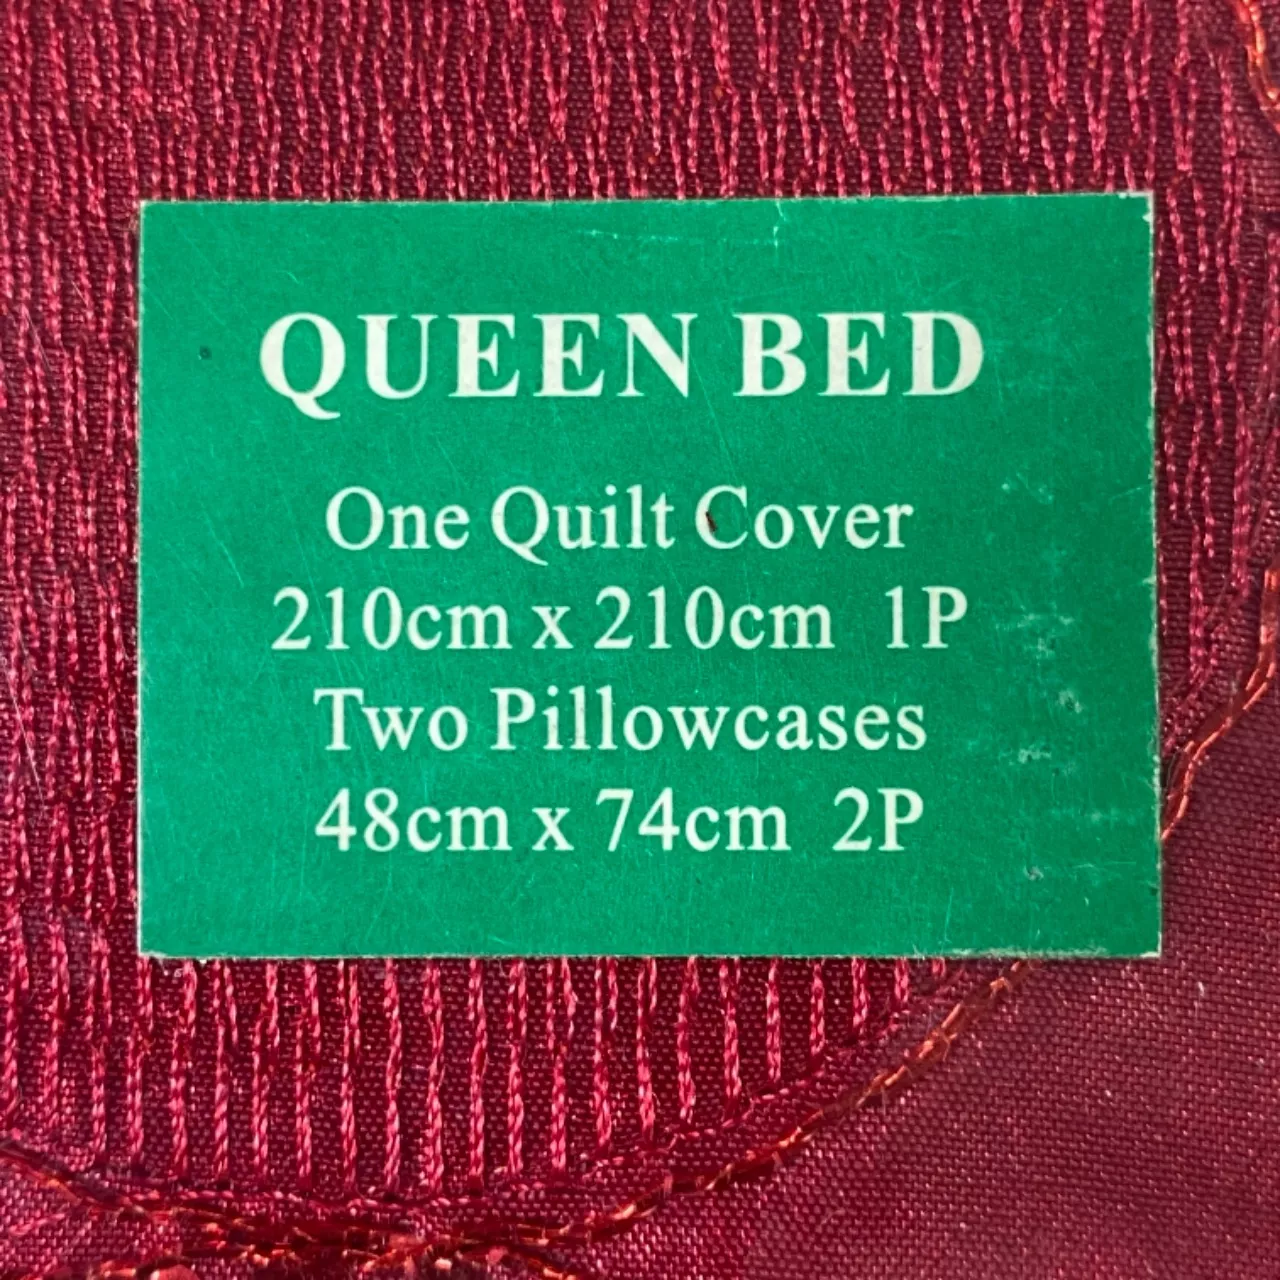 QUEEN BED
One Quilt Cover
210cm x 210cm 1P
Two Pillowcases
48cm x 74cm 2P